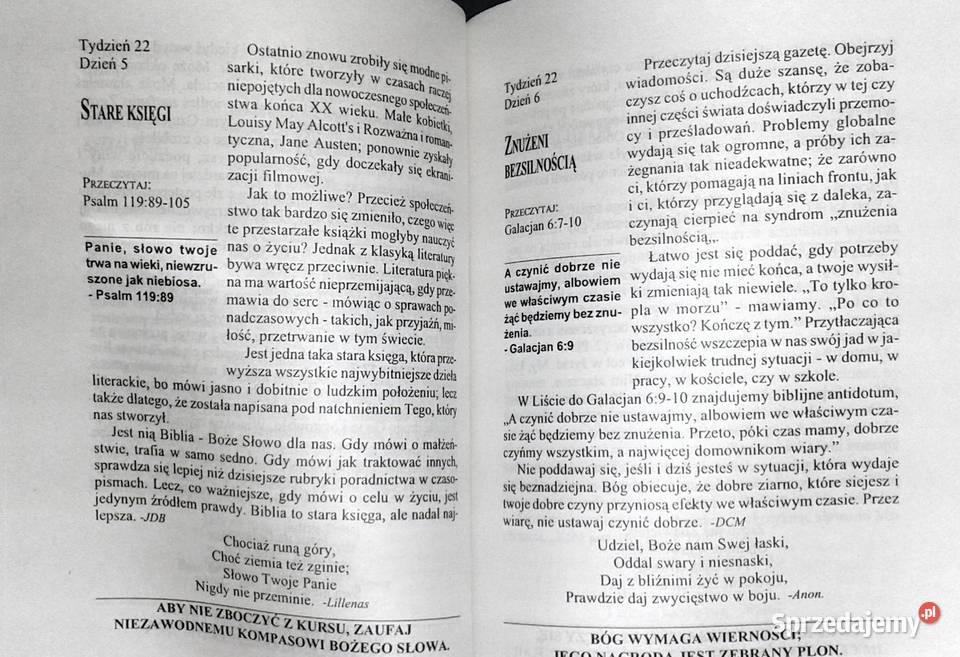 Tydzień 22
Dzień 5
STARE KSIĘGI
PRZECZYTAJ:
Psalm 119:89-105
Panie, słowo twoje
trwa na wieki, niewzru-
szone jak niebiosa.
- Psalm 119:89
Ostatnio znowu zrobiły się modne pi-
sarki, które tworzyły w czasach raczej
niepojętych dla nowoczesnego społeczeń-
stwa końca XX wieku. Małe kobietki,
Louisy May Alcott's i Rozważna i roman-
tyczna, Jane Austen; ponownie zyskały
popularność, gdy doczekały się ekrani-
zacji filmowej.
Jak to możliwe? Przecież społeczeń-
stwo tak bardzo się zmieniło, czego więc
te przestarzałe książki mogłyby nauczyć
nas o życiu? Jednak z klasyką literatury
bywa wręcz przeciwnie. Literatura pięk-
na ma wartość nieprzemijającą, gdy prze-
mawia do serc - mówiąc o sprawach po-
nadczasowych - takich, jak przyjaźń, mi-
łość, przetrwanie w tym świecie.
Jest jedna taka stara księga, która prze-
wyższa wszystkie najwybitniejsze dzieła
literackie, bo mówi jasno i dobitnie o ludzkim położeniu; lecz
także dlatego, że została napisana pod natchnieniem Tego, który
nas stworzył.
Jest nią Biblia - Boże Słowo dla nas. Gdy mówi o małżeń-
stwie, trafia w samo sedno. Gdy mówi jak traktować innych,
sprawdza się lepiej niż dzisiejsze rubryki poradnictwa w czaso-
pismach. Lecz, co ważniejsze, gdy mówi o celu w życiu, jest
jedynym źródłem prawdy. Biblia to stara księga, ale nadal naj-
lepsza. -JDB
Chociaż runą góry,
Choć ziemia też zginie;
Słowo Twoje Panie
Nigdy nie przeminie. -Lillenas
ABY NIE ZBOCZYĆ Z KURSU, ZAUFAJ
NIEZAWODNEMU KOMPASOWI BOŻEGO SŁOWA.
Tydzień 22
Dzień 6
ZNUŻENI
BEZSILNOŚCIĄ
PRZECZYTAJ:
Galacjan 6:7-10
A czynić dobrze nie
ustawajmy, albowiem
we właściwym czasie
żąć będziemy bez znu-
żenia.
- Galacjan 6:9
Przeczytaj dzisiejszą gazetę. Obejrzyj
wiadomości. Są duże szansę, że zoba-
czysz coś o uchodźcach, którzy w tej czy
innej części świata doświadczyli przemo-
cy i prześladowań. Problemy globalne
wydają się tak ogromne, a próby ich za-
żegnania tak nieadekwatne; że zarówno
ci, którzy pomagają na liniach frontu, jak
i ci, którzy przyglądają się z daleka, za-
czynają cierpieć na syndrom „znużenia
bezsilnością„.
Łatwo jest się poddać, gdy potrzeby
wydają się nie mieć końca, a twoje wysił-
ki zmieniają tak niewiele. „To tylko kro-
pla w morzu” - mawiamy. „Po co to
wszystko? Kończę z tym.” Przytłaczająca
bezsilność wszczepia w nas swój jad w ja-
kiejkolwiek trudnej sytuacji - w domu, w
pracy, w kościele, czy w szkole.
W Liście do Galacjan 6:9-10 znajdujemy biblijne antidotum,
„A czynić dobrze nie ustawajmy, albowiem we właściwym cza-
sie żąć będziemy bez znużenia. Przeto, póki czas mamy, dobrze
czyńmy wszystkim, a najwięcej domownikom wiary.”
Nie poddawaj się, jeśli i dziś jesteś w sytuacji, która wydaje
się beznadziejna. Bóg obiecuje, że dobre ziarno, które siejesz i
twoje dobre czyny przyniosą efekty we właściwym czasie. Przez
wiarę, nie ustawaj czynić dobrze. -DCM
Udziel, Boże nam Swej łaski,
Oddal swary i niesnaski,
Daj z bliźnimi żyć w pokoju,
Prawdzie daj zwycięstwo w boju. -Anon.
BÓG WYMAGA WIERNOŚCI;
JEGO NAGRODĄ JEST ZEBRANY PLON.
Sprzedajemy.pl